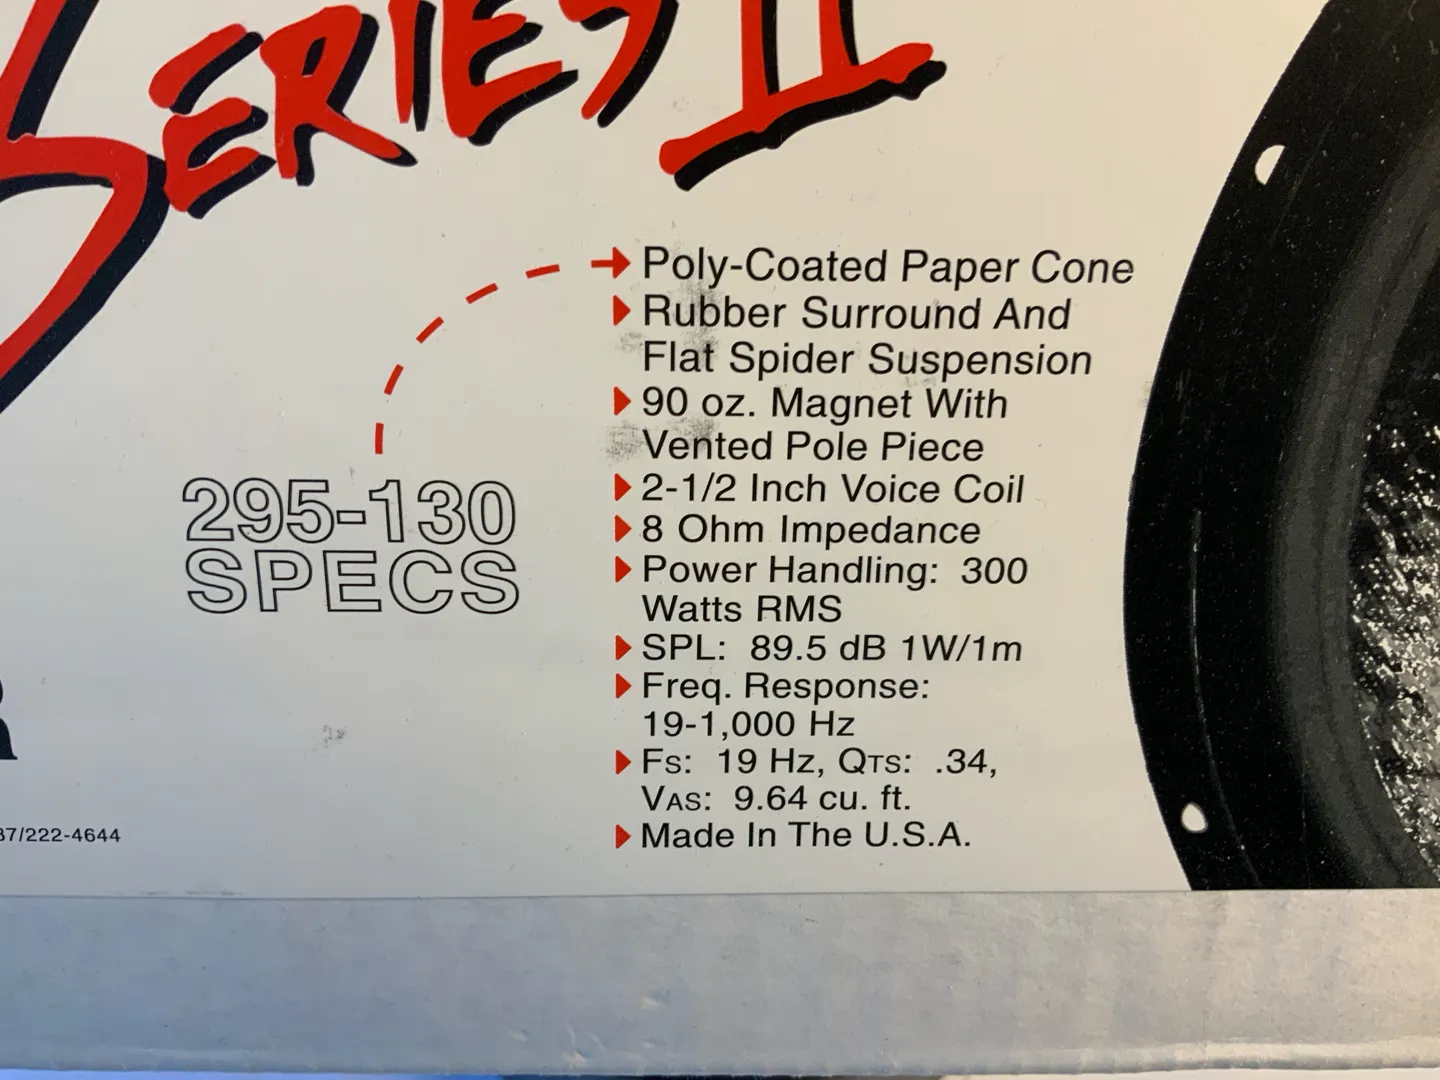 SERIES II
Poly-Coated Paper Cone
Rubber Surround And
Flat Spider Suspension
90 oz. Magnet With
Vented Pole Piece
2-1/2 Inch Voice Coil
8 Ohm Impedance
Power Handling: 300
Watts RMS
SPL: 89.5 dB 1W/1m
Freq. Response:
19-1,000 Hz
Fs: 19 Hz, QTS: .34,
VAS: 9.64 cu. ft.
Made In The U.S.A.
295-130
SPECS
R
37/222-4644